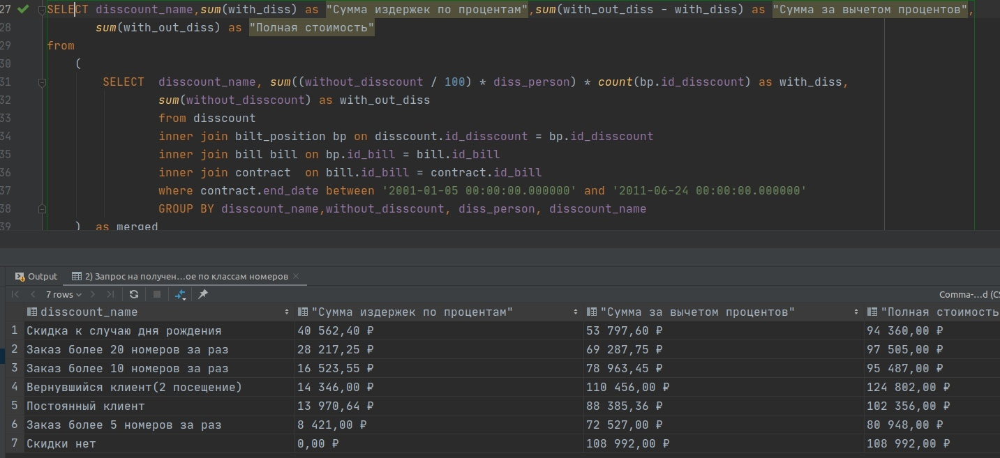 27 SELECT disscount_name,sum(with_diss) as "Сумма издержек по процентам",sum(with_out_diss - with_diss) as "Сумма за вычетом процентов",
28 sum(with_out_diss) as "Полная стоимость"
29 from
30 (
31 SELECT disscount_name, sum((without_disscount / 100) * diss_person) * count(bp.id_disscount) as with_diss,
32 sum(without_disscount) as with_out_diss
33 from disscount
34 inner join bilt_position bp on disscount.id_disscount = bp.id_disscount
35 inner join bill bill on bp.id_bill = bill.id_bill
36 inner join contract on bill.id_bill = contract.id_bill
37 where contract.end_date between '2001-01-05 00:00:00.000000' and '2011-06-24 00:00:00.000000'
38 GROUP BY disscount_name,without_disscount, diss_person, disscount_name
39 ) as merged
Output 2) Запрос на получен...ое по классам номеров
7 rows Comma-...d (CS
disscount_name "Сумма издержек по процентам" "Сумма за вычетом процентов" "Полная стоимость
1 Скидка к случаю дня рождения 40 562,40 ₽ 53 797,60 ₽ 94 360,00 ₽
2 Заказ более 20 номеров за раз 28 217,25 ₽ 69 287,75 ₽ 97 505,00 ₽
3 Заказ более 10 номеров за раз 16 523,55 ₽ 78 963,45 ₽ 95 487,00 ₽
4 Вернувшийся клиент(2 посещение) 14 346,00 ₽ 110 456,00 ₽ 124 802,00 ₽
5 Постоянный клиент 13 970,64 ₽ 88 385,36 ₽ 102 356,00 ₽
6 Заказ более 5 номеров за раз 8 421,00 ₽ 72 527,00 ₽ 80 948,00 ₽
7 Скидки нет 0,00 ₽ 108 992,00 ₽ 108 992,00 ₽